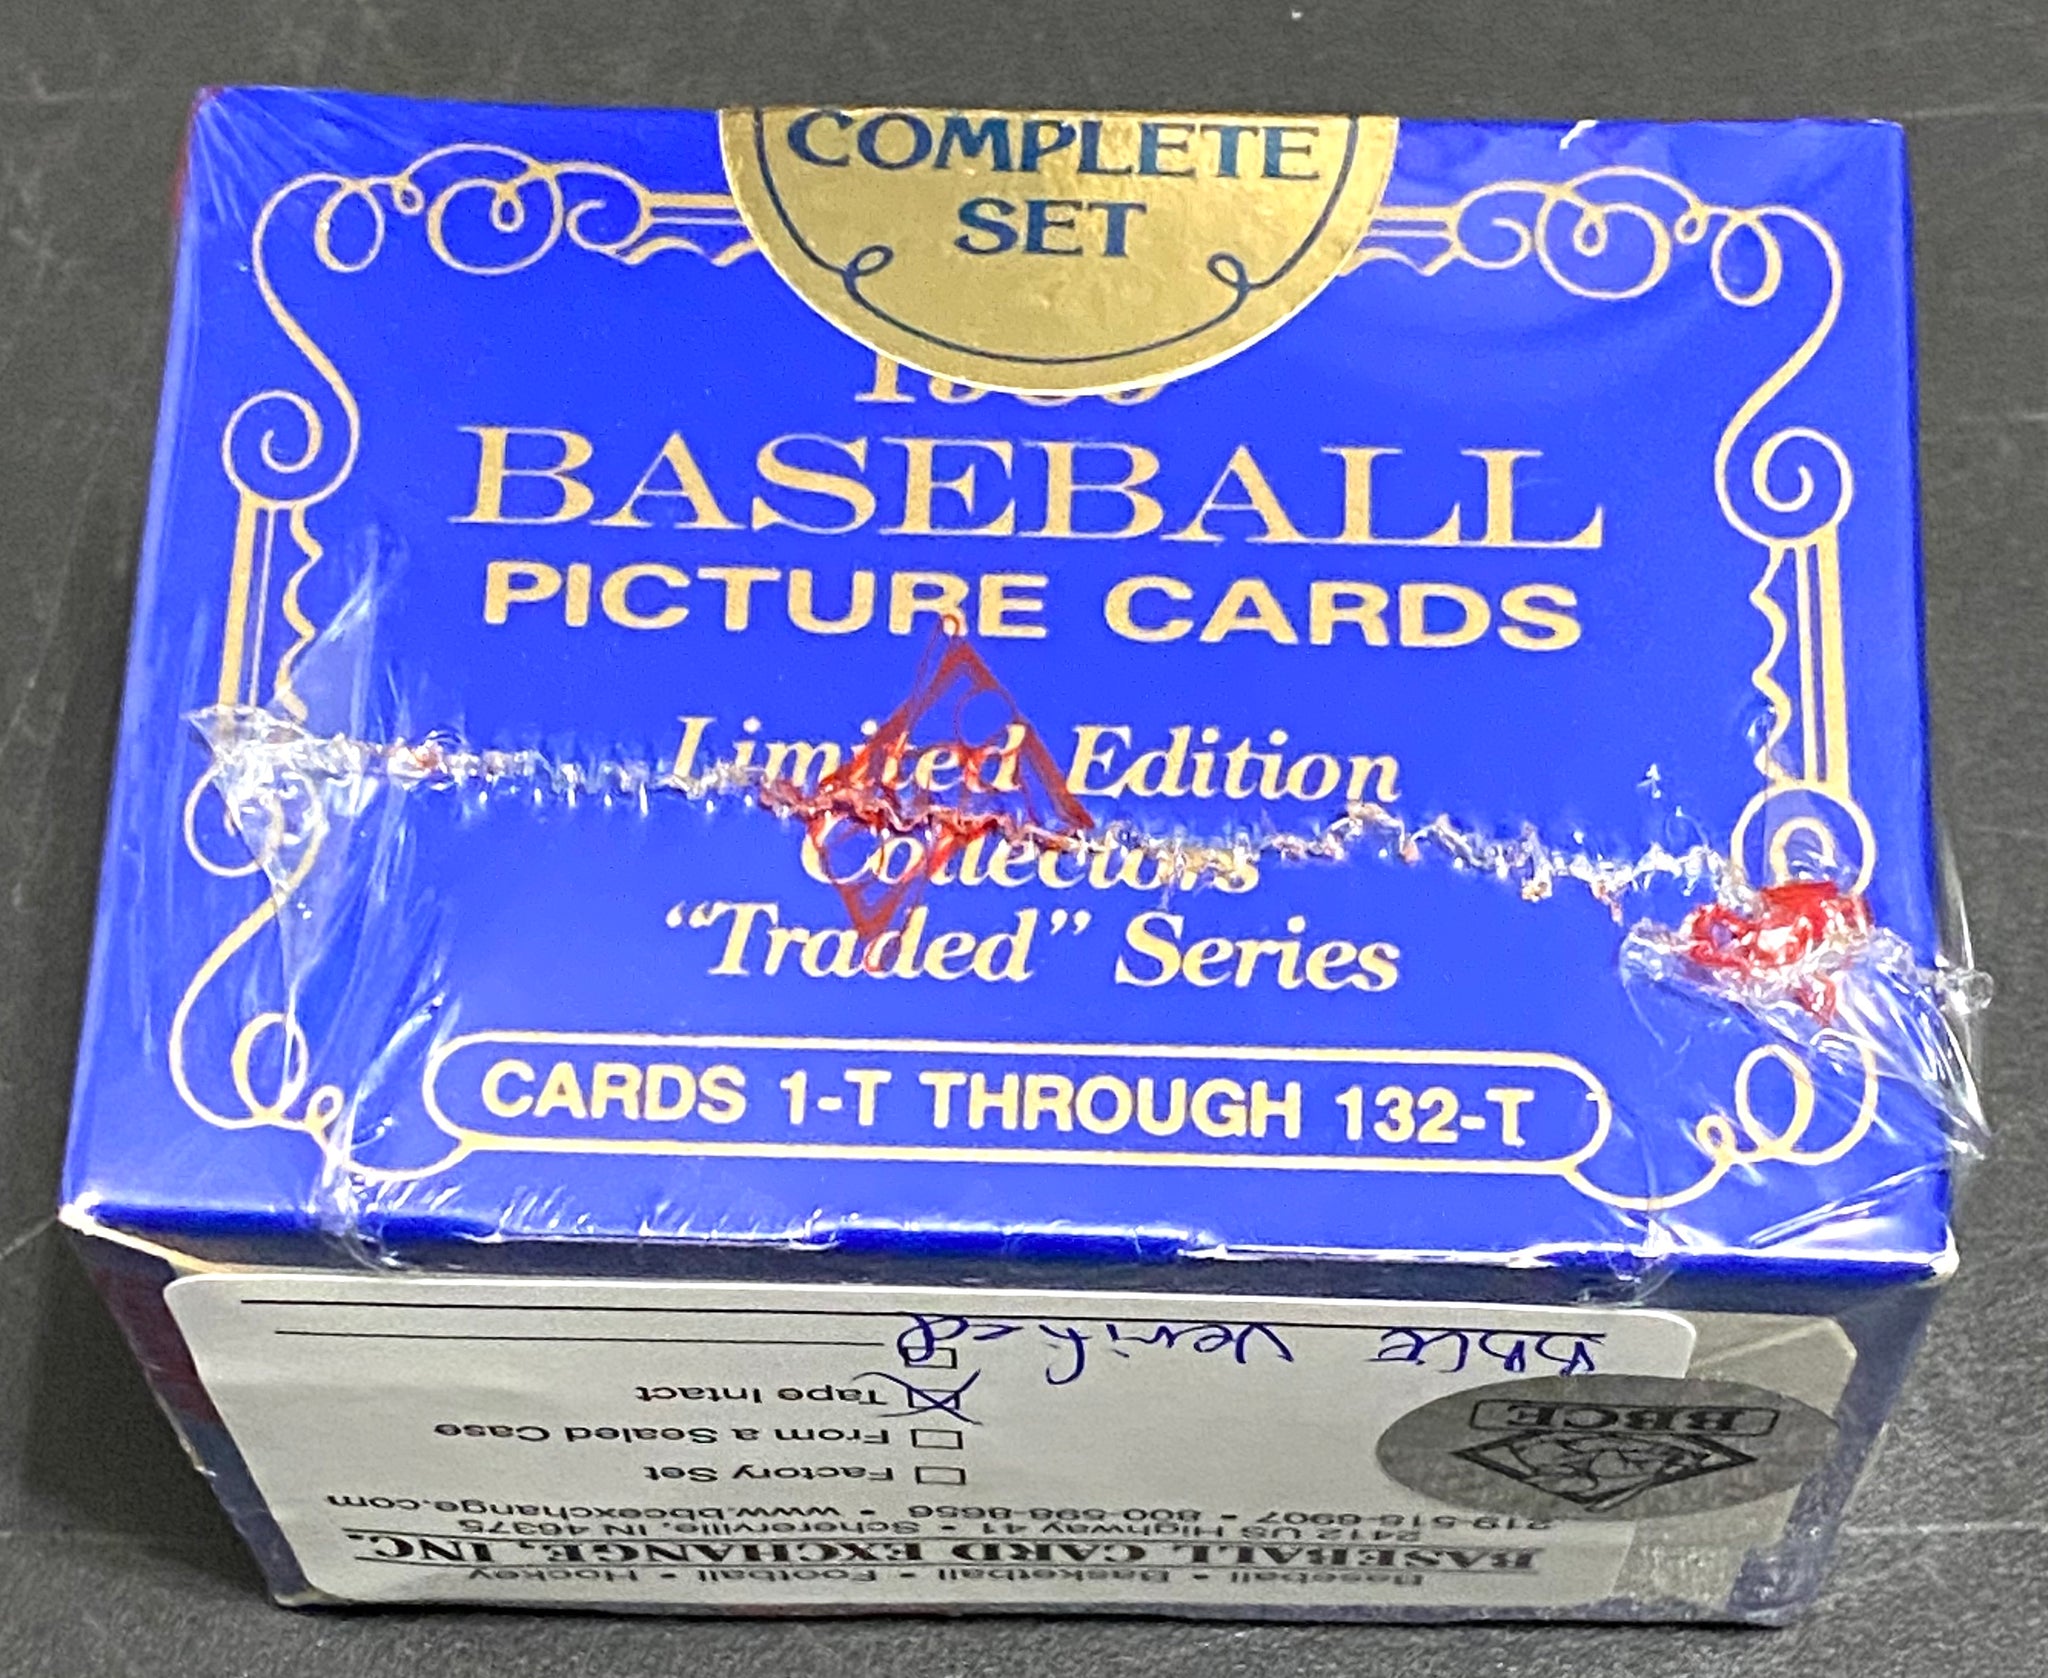 COMPLETE
SET
BASEBALL
PICTURE CARDS
Limited Edition
Collectors'
"Traded" Series
CARDS 1-T THROUGH 132-T
Baseball • Basketball • Football • Hockey
BASEBALL CARD EXCHANGE, INC.
2412 US Highway 41 • Schererville, IN 46375
219-515-6907 • 800-598-8656 • www.bbcexchange.com
Factory Set
From a Sealed Case
Tape Intact
BBCE Verified
BBCE